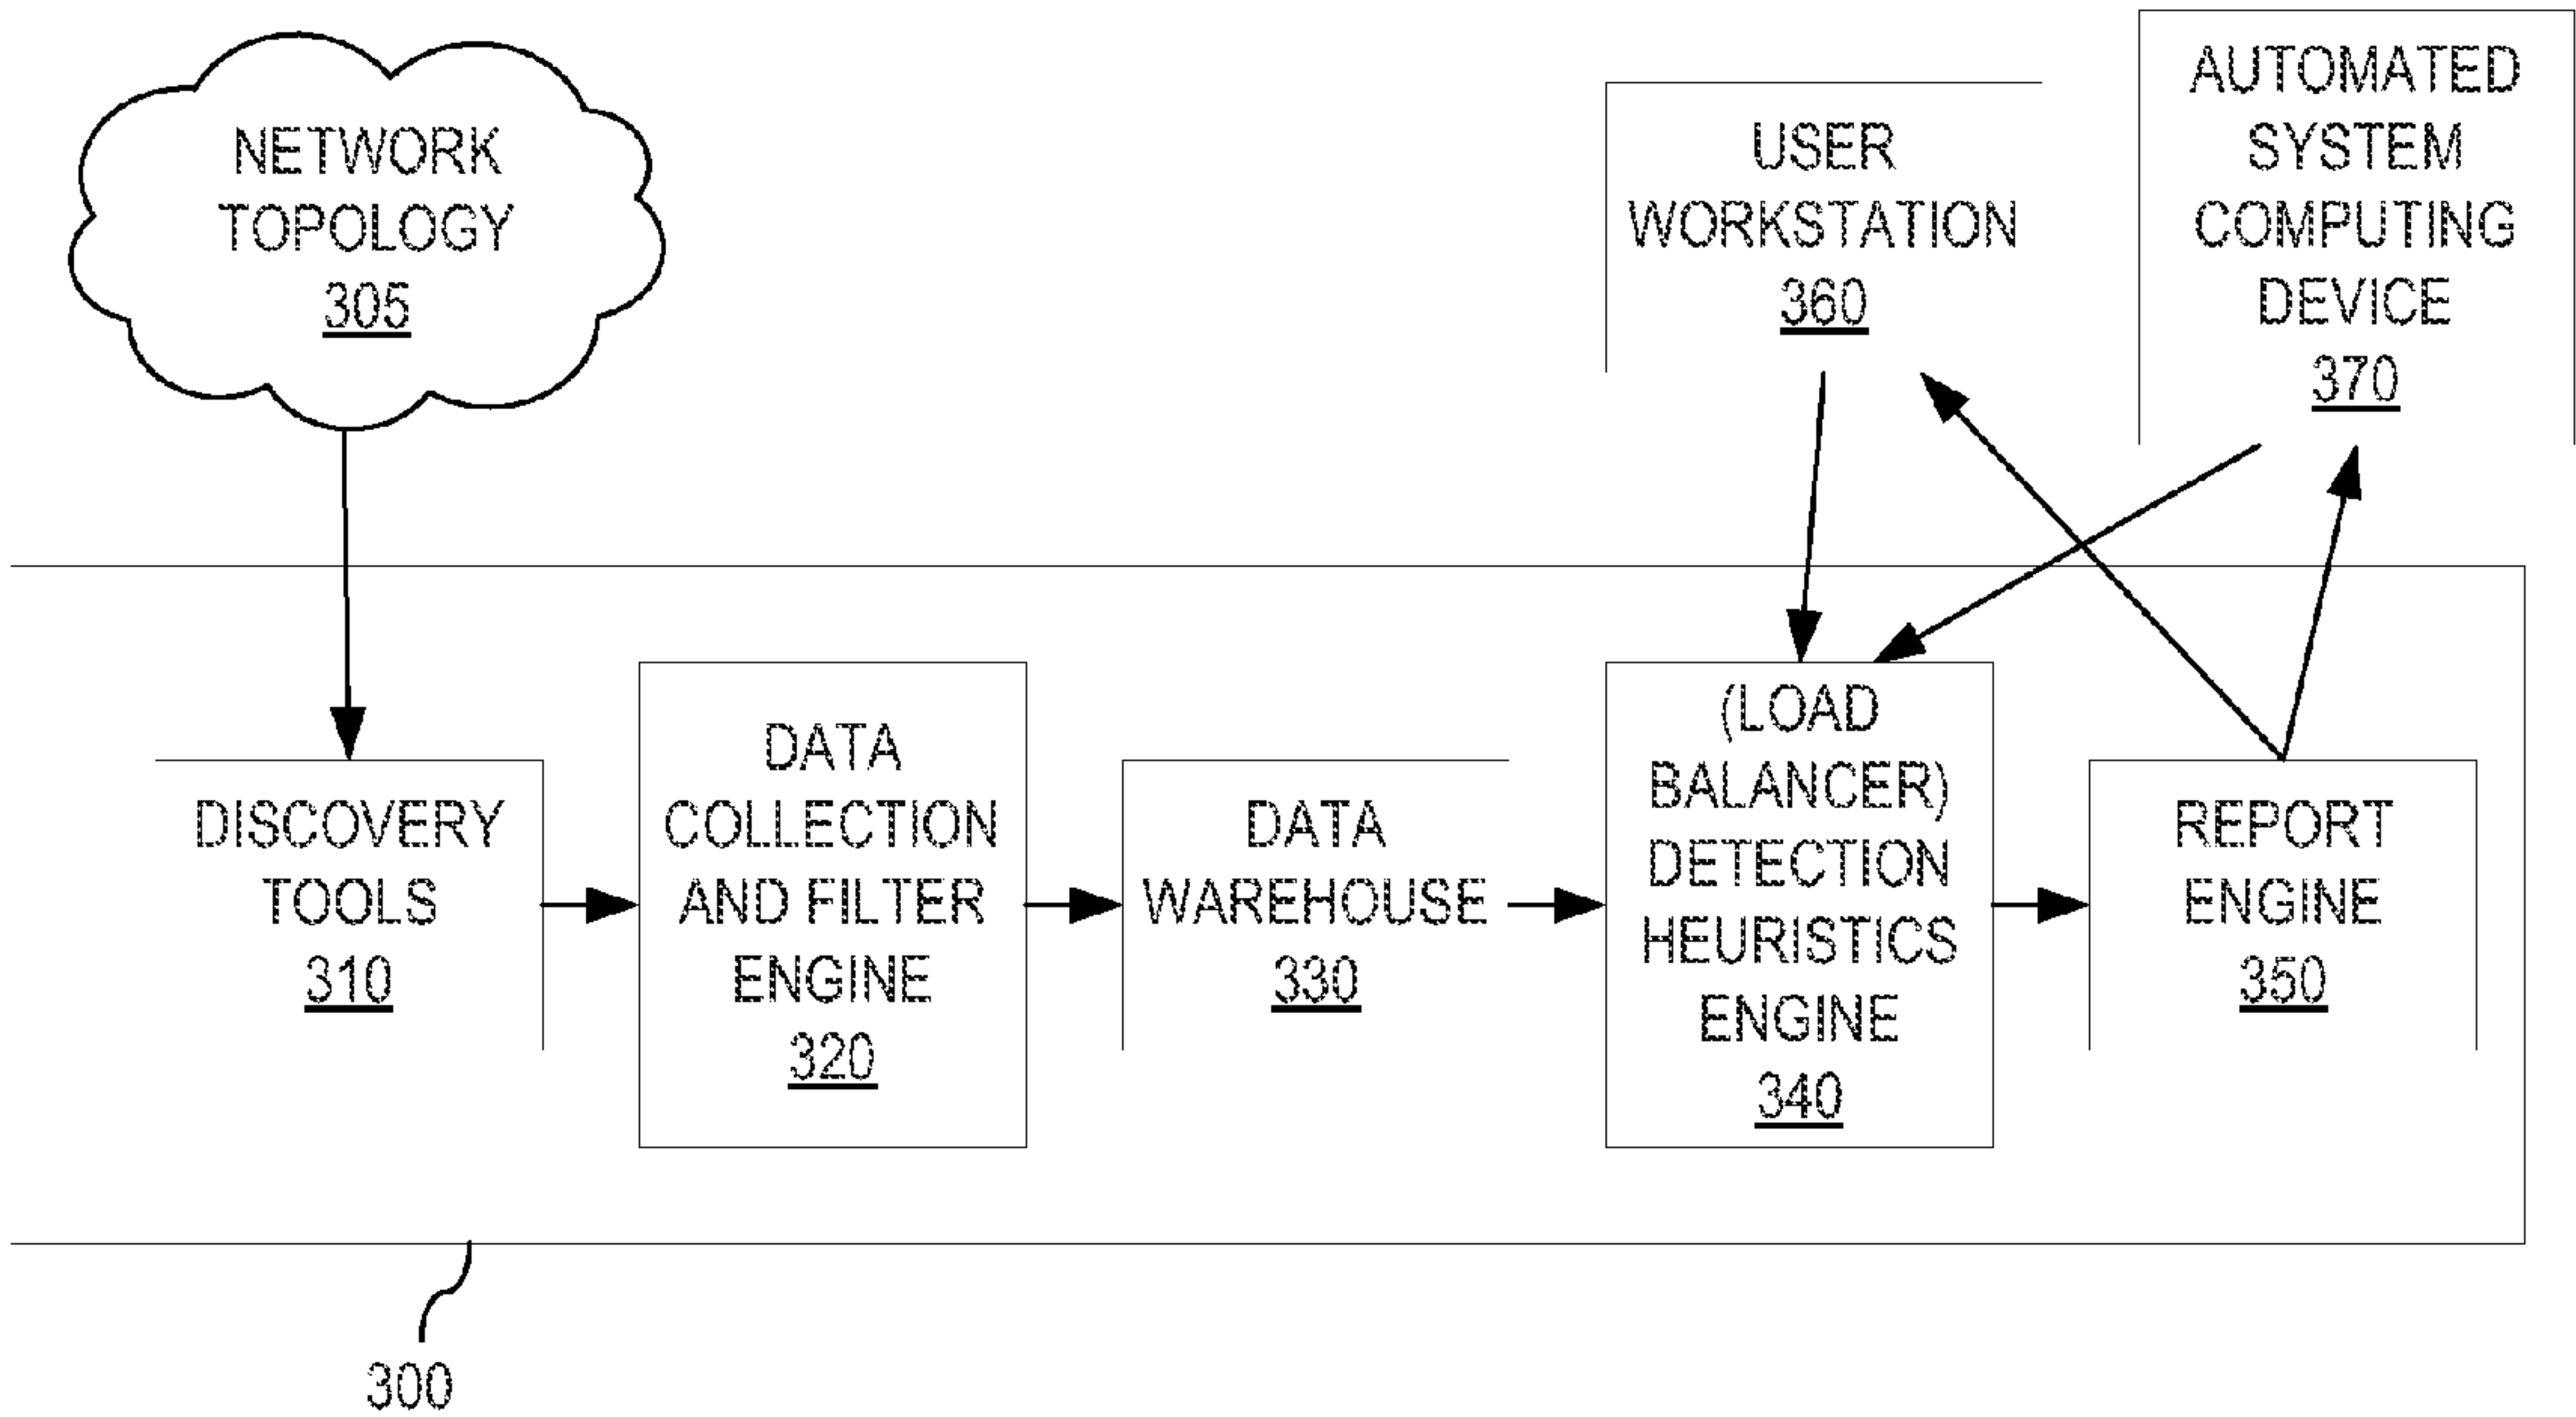 NETWORK
TOPOLOGY
305
USER
WORKSTATION
360
AUTOMATED
SYSTEM
COMPUTING
DEVICE
370
DISCOVERY
TOOLS
310
DATA
COLLECTION
AND FILTER
ENGINE
320
DATA
WAREHOUSE
330
(LOAD
BALANCER)
DETECTION
HEURISTICS
ENGINE
340
REPORT
ENGINE
350
300